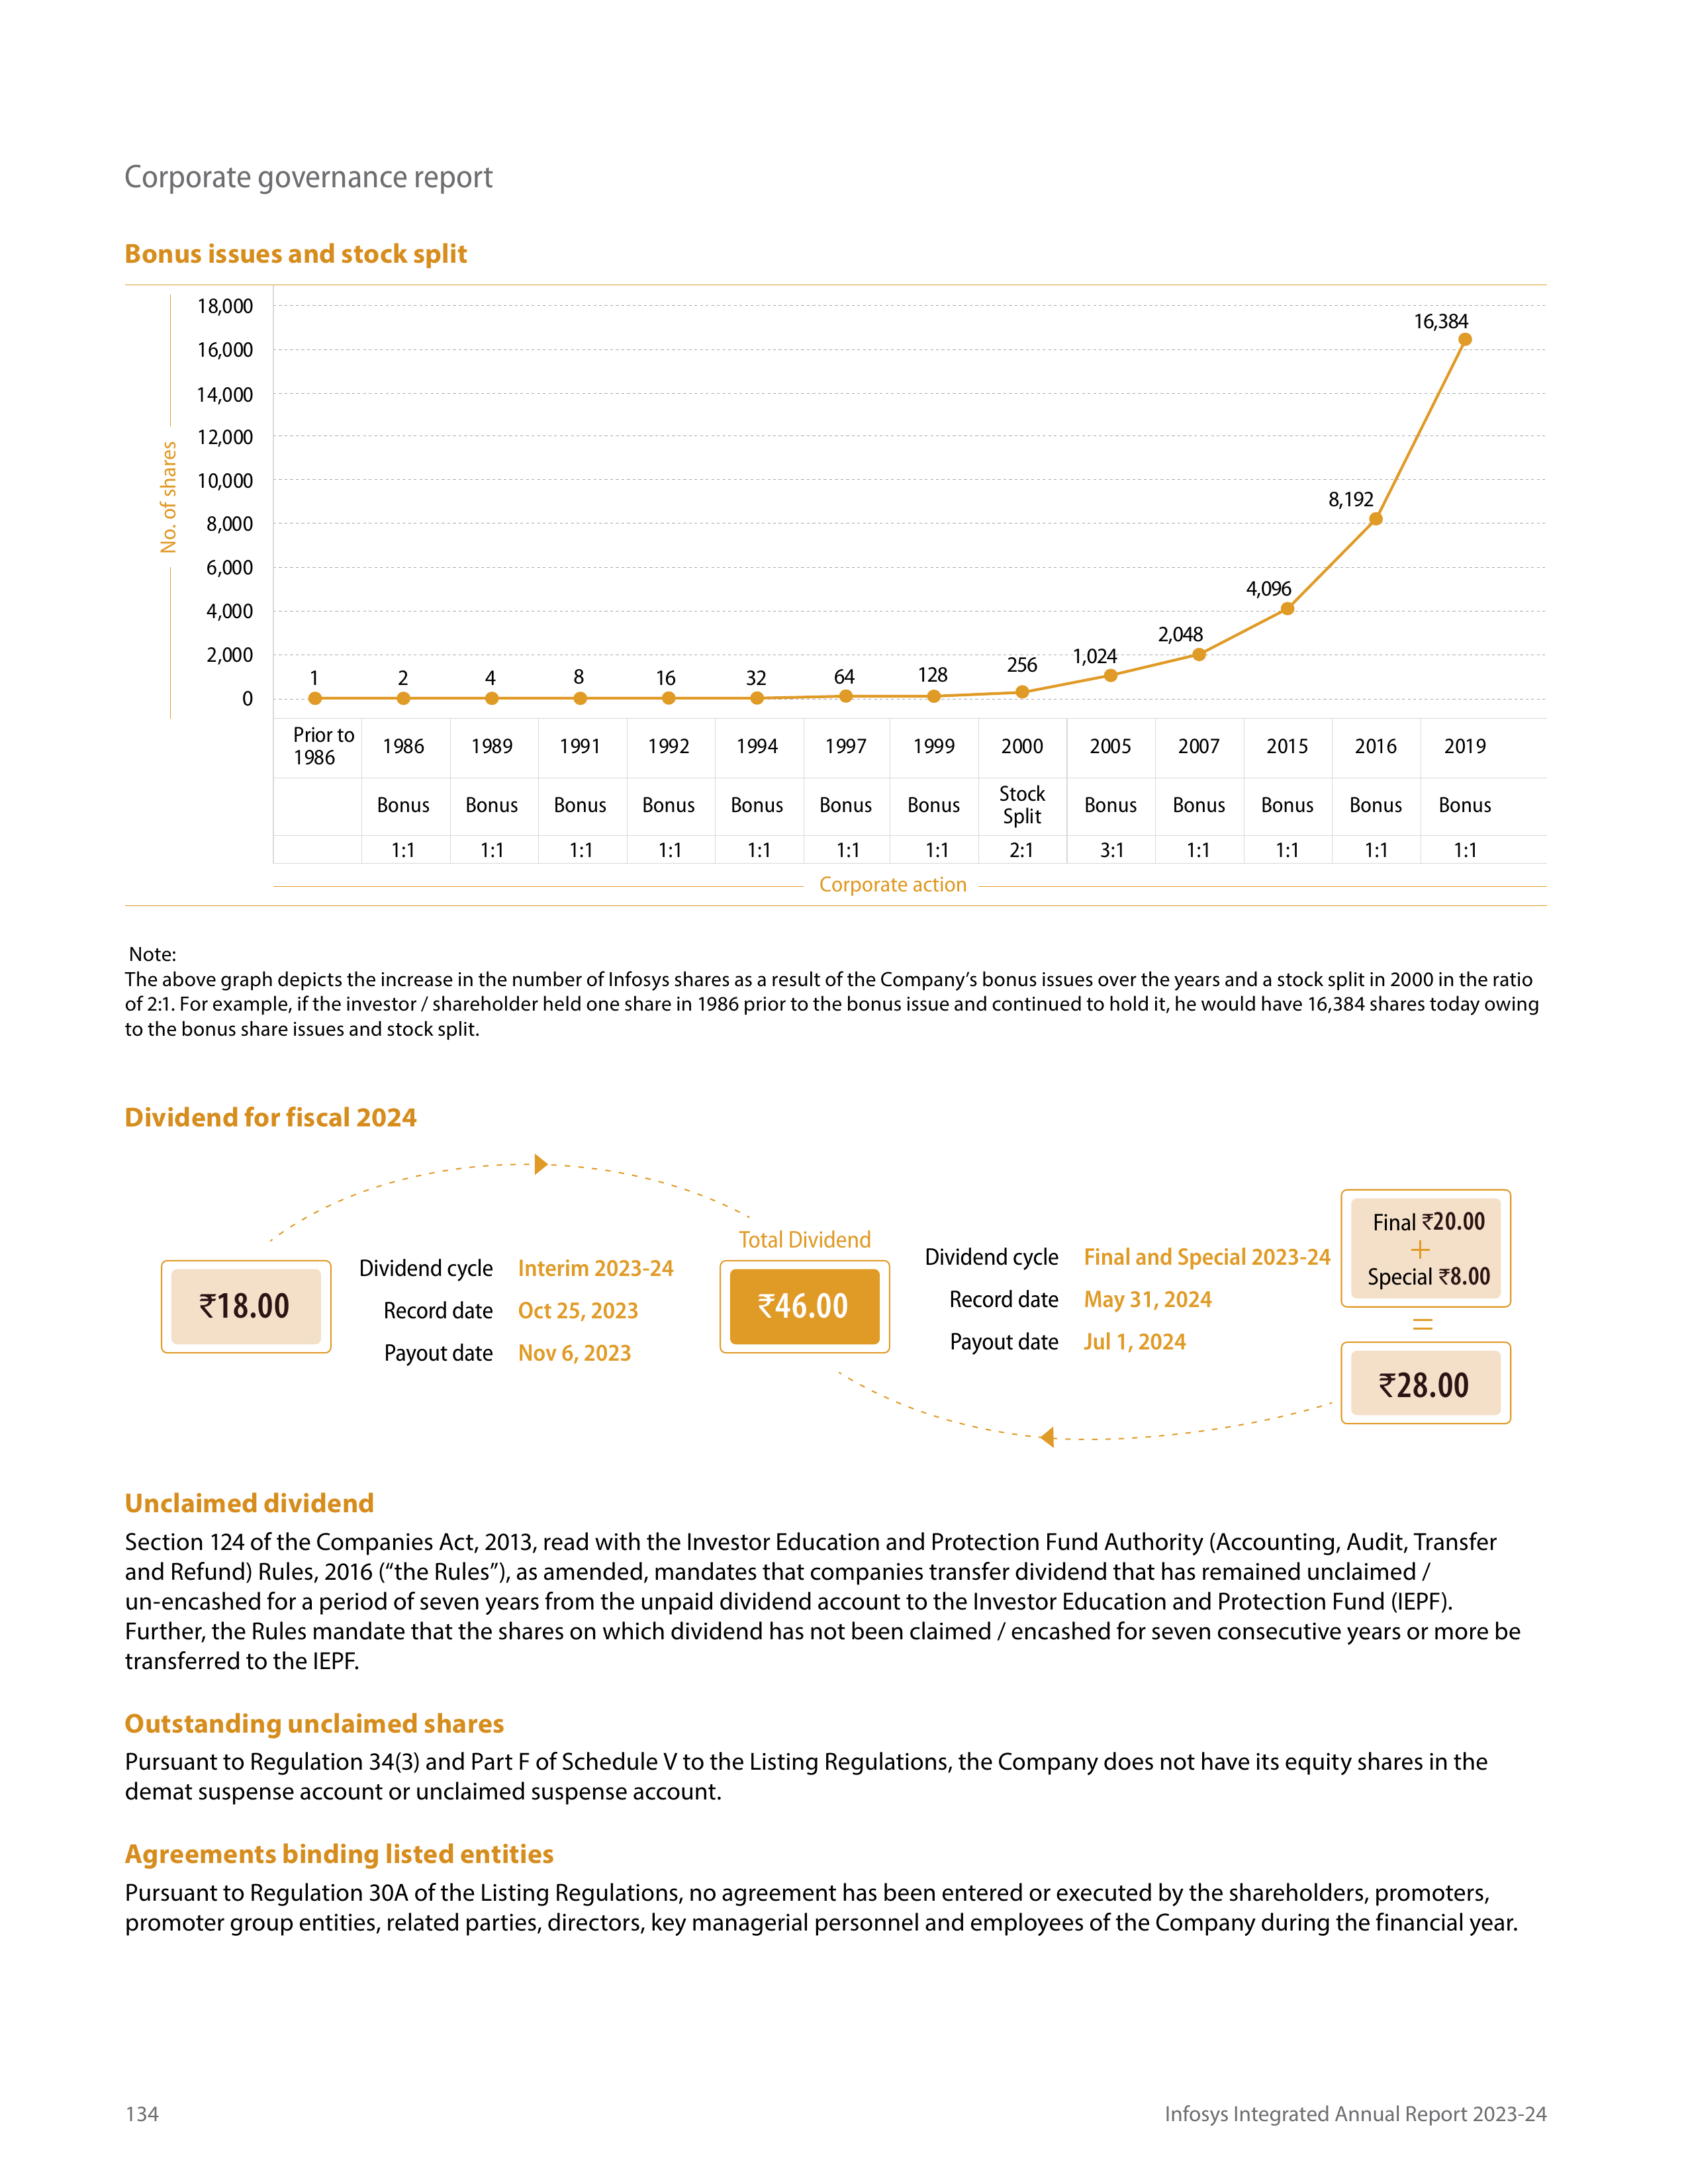 Corporate governance report
Bonus issues and stock split
No. of shares
18,000
16,000
14,000
12,000
10,000
8,000
6,000
4,000
2,000
0
1 2 4 8 16 32 64 128 256 1,024 2,048 4,096 8,192 16,384
Prior to
1986
1986 1989 1991 1992 1994 1997 1999 2000 2005 2007 2015 2016 2019
Bonus Bonus Bonus Bonus Bonus Bonus Bonus Stock Split Bonus Bonus Bonus Bonus Bonus
1:1 1:1 1:1 1:1 1:1 1:1 1:1 2:1 3:1 1:1 1:1 1:1 1:1
Corporate action
Note:
The above graph depicts the increase in the number of Infosys shares as a result of the Company’s bonus issues over the years and a stock split in 2000 in the ratio
of 2:1. For example, if the investor / shareholder held one share in 1986 prior to the bonus issue and continued to hold it, he would have 16,384 shares today owing
to the bonus share issues and stock split.
Dividend for fiscal 2024
₹18.00
Dividend cycle Interim 2023-24
Record date Oct 25, 2023
Payout date Nov 6, 2023
Total Dividend
₹46.00
Dividend cycle Final and Special 2023-24
Record date May 31, 2024
Payout date Jul 1, 2024
Final ₹20.00
+
Special ₹8.00
=
₹28.00
Unclaimed dividend
Section 124 of the Companies Act, 2013, read with the Investor Education and Protection Fund Authority (Accounting, Audit, Transfer
and Refund) Rules, 2016 (“the Rules”), as amended, mandates that companies transfer dividend that has remained unclaimed /
un-encashed for a period of seven years from the unpaid dividend account to the Investor Education and Protection Fund (IEPF).
Further, the Rules mandate that the shares on which dividend has not been claimed / encashed for seven consecutive years or more be
transferred to the IEPF.
Outstanding unclaimed shares
Pursuant to Regulation 34(3) and Part F of Schedule V to the Listing Regulations, the Company does not have its equity shares in the
demat suspense account or unclaimed suspense account.
Agreements binding listed entities
Pursuant to Regulation 30A of the Listing Regulations, no agreement has been entered or executed by the shareholders, promoters,
promoter group entities, related parties, directors, key managerial personnel and employees of the Company during the financial year.
134
Infosys Integrated Annual Report 2023-24